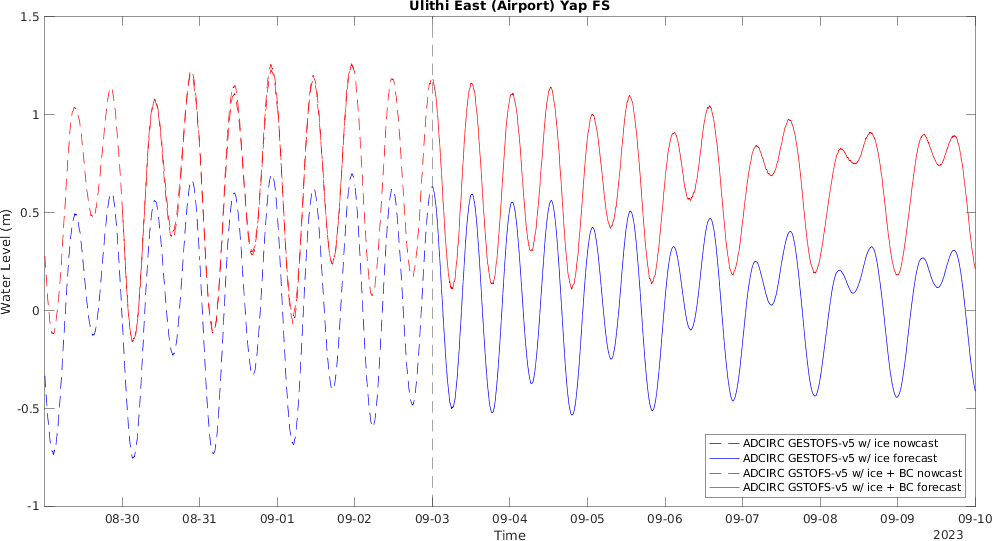 Ulithi East (Airport) Yap FS
1.5
1
0.5
0
-0.5
-1
Water Level (m)
08-30 08-31 09-01 09-02 09-03 09-04 09-05 09-06 09-07 09-08 09-09 09-10
Time
2023
ADCIRC GESTOFS-v5 w/ ice nowcast
ADCIRC GESTOFS-v5 w/ ice forecast
ADCIRC GSTOFS-v5 w/ ice + BC nowcast
ADCIRC GSTOFS-v5 w/ ice + BC forecast